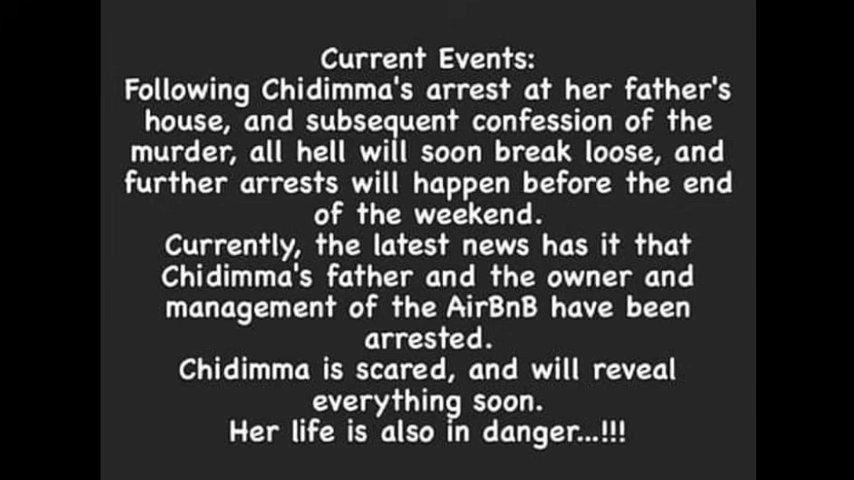 Current Events:
Following Chidimma's arrest at her father's
house, and subsequent confession of the
murder, all hell will soon break loose, and
further arrests will happen before the end
of the weekend.
Currently, the latest news has it that
Chidimma's father and the owner and
management of the AirBnB have been
arrested.
Chidimma is scared, and will reveal
everything soon.
Her life is also in danger...!!!